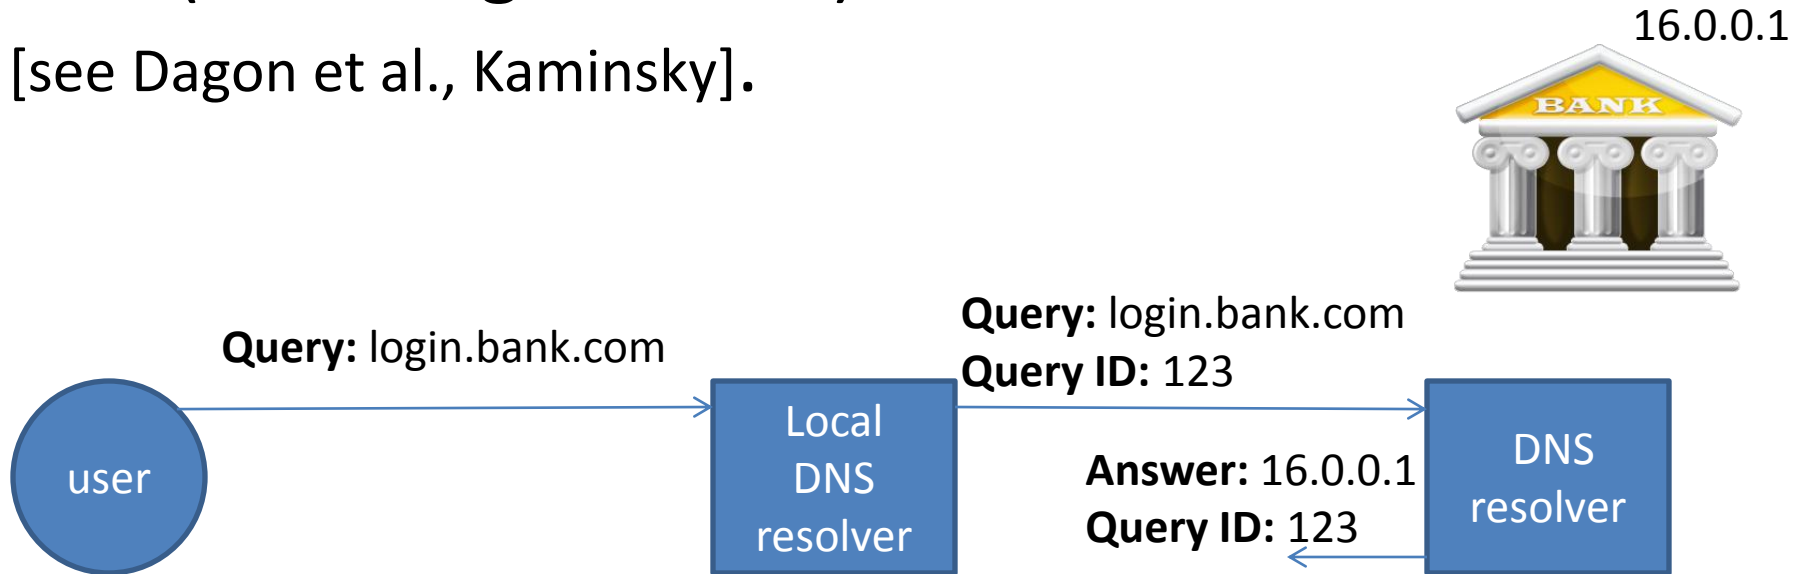 [see Dagon et al., Kaminsky].
16.0.0.1
BANK
Query: login.bank.com
Query: login.bank.com
Query ID: 123
user
Local
DNS
resolver
Answer: 16.0.0.1
Query ID: 123
DNS
resolver